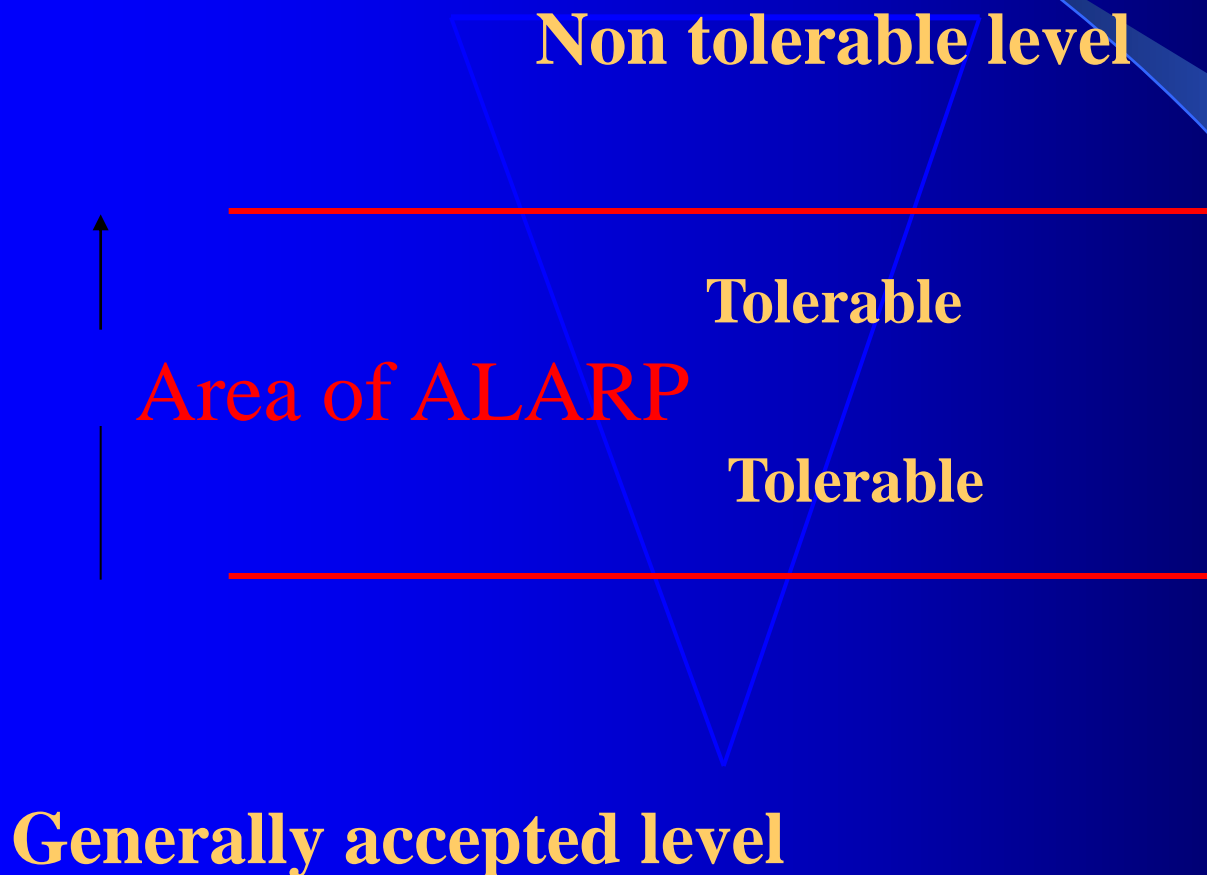 Non tolerable level
Tolerable
Area of ALARP
Tolerable
Generally accepted level